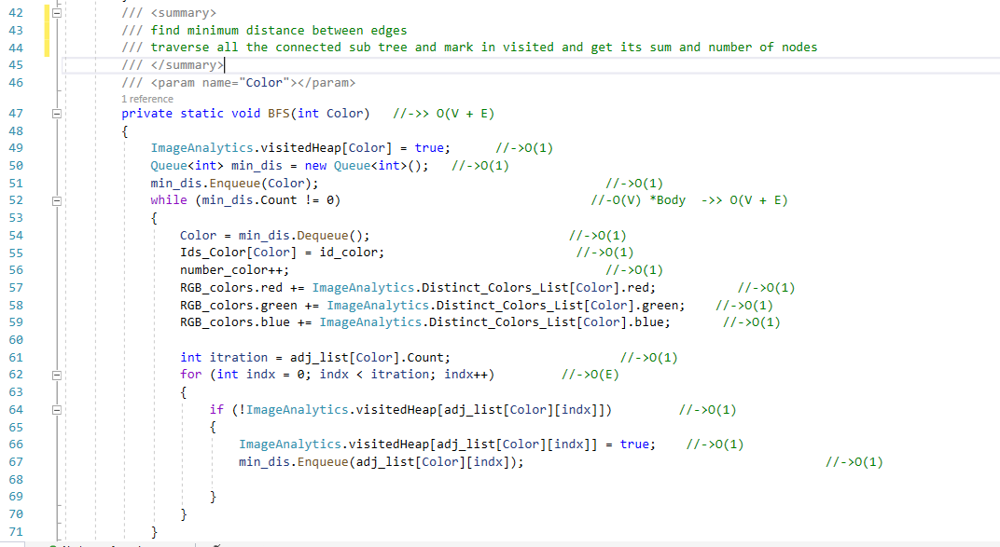 42 /// <summary>
43 /// find minimum distance between edges
44 /// traverse all the connected sub tree and mark in visited and get its sum and number of nodes
45 /// </summary>
46 /// <param name="Color"></param>
1 reference
47 private static void BFS(int Color) //->> O(V + E)
48 {
49 ImageAnalytics.visitedHeap[Color] = true; //->O(1)
50 Queue<int> min_dis = new Queue<int>(); //->O(1)
51 min_dis.Enqueue(Color); //->O(1)
52 while (min_dis.Count != 0) //-O(V) *Body ->> O(V + E)
53 {
54 Color = min_dis.Dequeue(); //->O(1)
55 Ids_Color[Color] = id_color; //->O(1)
56 number_color++; //->O(1)
57 RGB_colors.red += ImageAnalytics.Distinct_Colors_List[Color].red; //->O(1)
58 RGB_colors.green += ImageAnalytics.Distinct_Colors_List[Color].green; //->O(1)
59 RGB_colors.blue += ImageAnalytics.Distinct_Colors_List[Color].blue; //->O(1)
60
61 int itration = adj_list[Color].Count; //->O(1)
62 for (int indx = 0; indx < itration; indx++) //->O(E)
63 {
64 if (!ImageAnalytics.visitedHeap[adj_list[Color][indx]]) //->O(1)
65 {
66 ImageAnalytics.visitedHeap[adj_list[Color][indx]] = true; //->O(1)
67 min_dis.Enqueue(adj_list[Color][indx]); //->O(1)
68
69 }
70 }
71 }